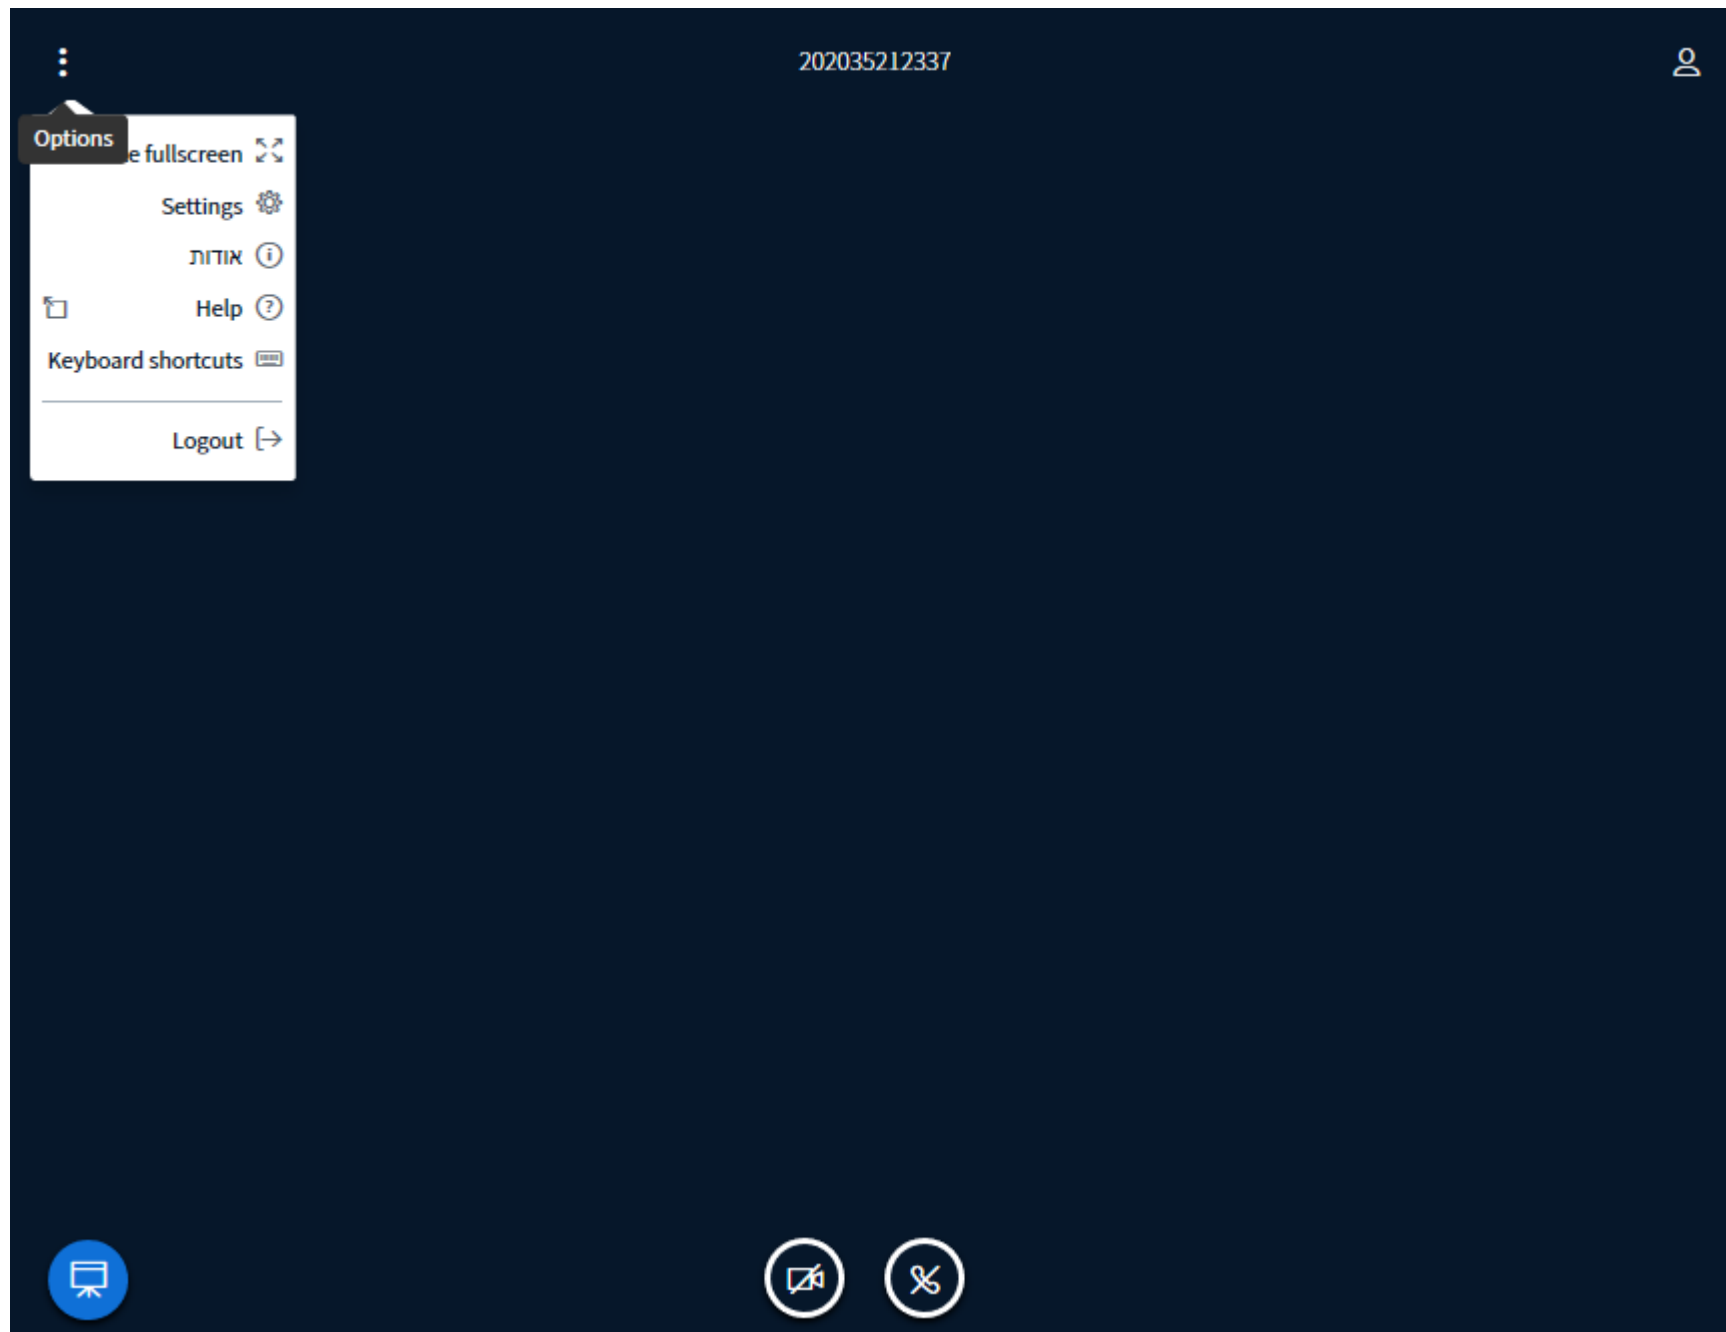 202035212337
Options
fullscreen
Settings
אודות
Help
Keyboard shortcuts
Logout